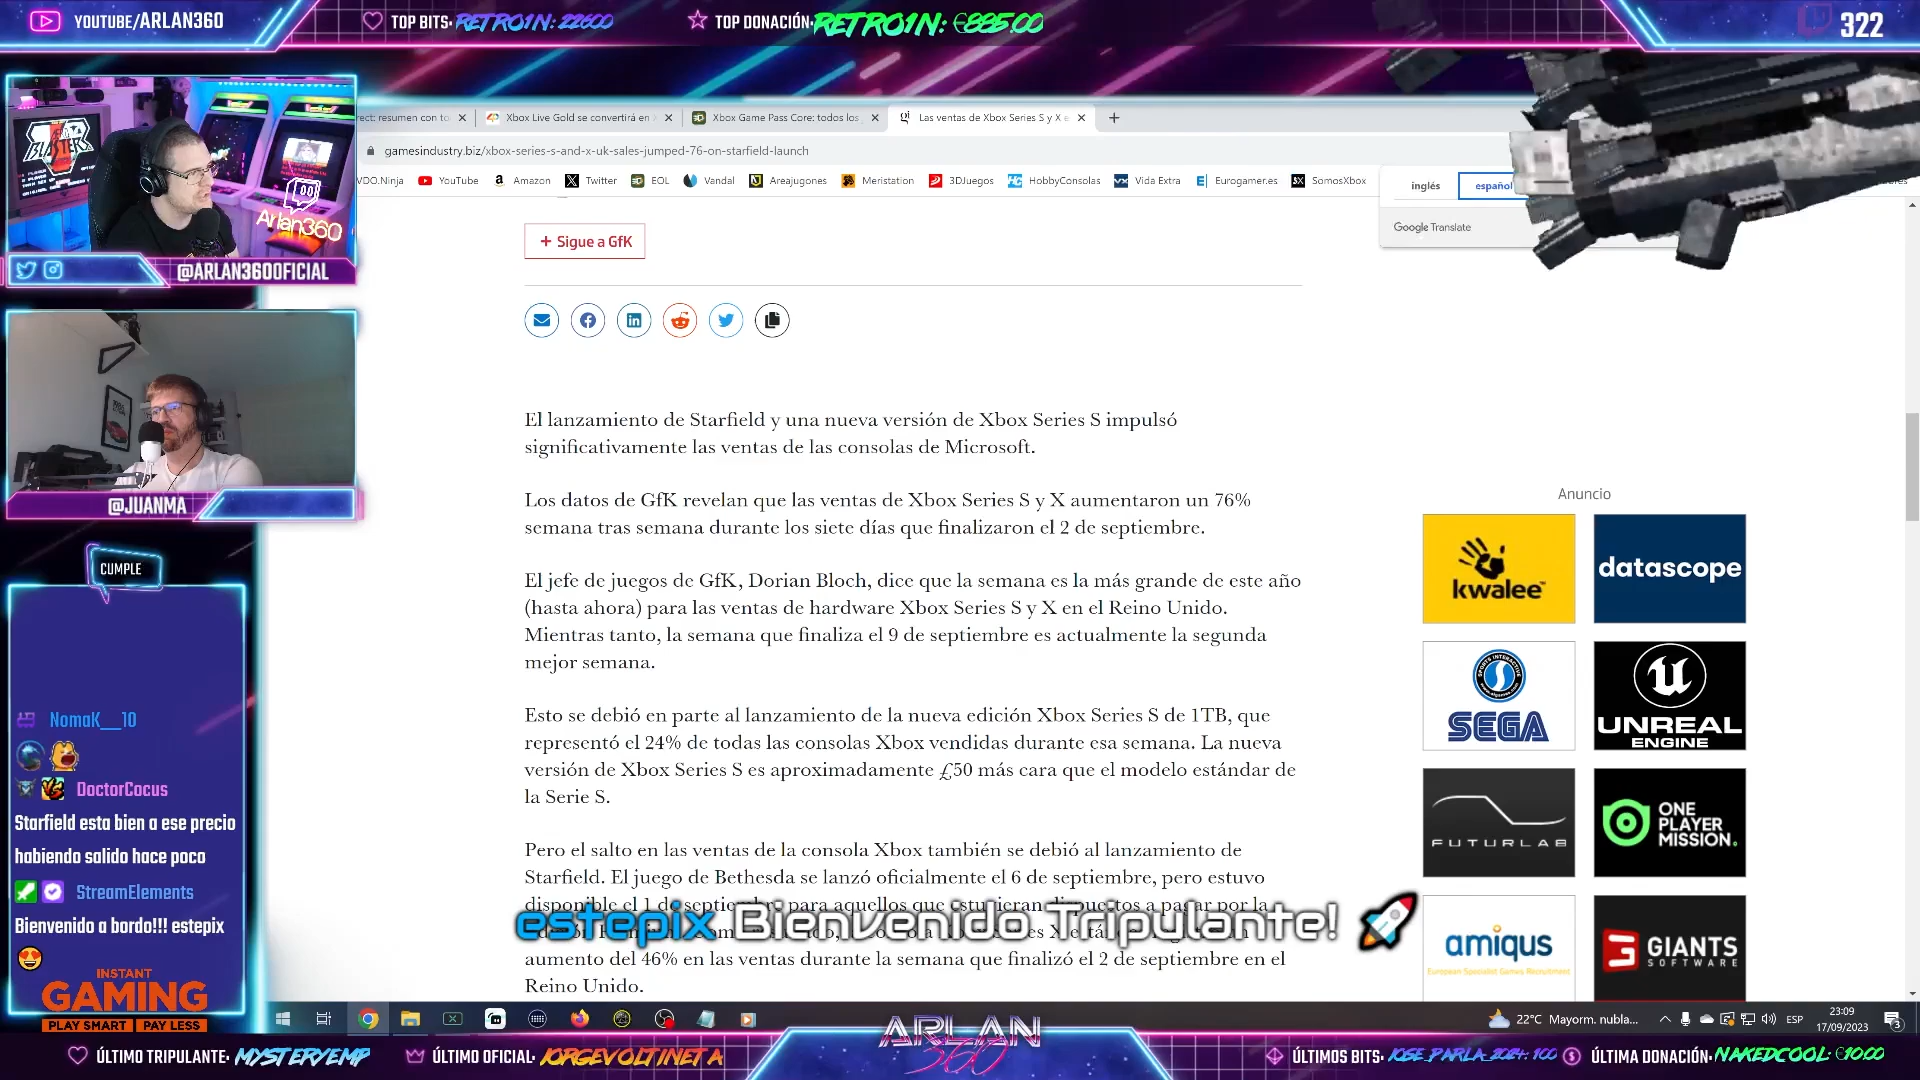 YOUTUBE/ARLAN360
TOP BITS: RETRO1N: 22600
TOP DONACIÓN: RETRO1N: €885.00
322
rect: resumen con to
Xbox Live Gold se convertirá en
Xbox Game Pass Core: todos los
Las ventas de Xbox Series S y X e
gamesindustry.biz/xbox-series-s-and-x-uk-sales-jumped-76-on-starfield-launch
VDO.Ninja
YouTube
Amazon
Twitter
EOL
Vandal
Areajugones
Meristation
3DJuegos
HobbyConsolas
Vida Extra
Eurogamer.es
SomosXbox
inglés
español
Google Translate
Arlan360
@ARLAN360OFICIAL
@JUANMA
+ Sigue a GfK
El lanzamiento de Starfield y una nueva versión de Xbox Series S impulsó
significativamente las ventas de las consolas de Microsoft.
Los datos de GfK revelan que las ventas de Xbox Series S y X aumentaron un 76%
semana tras semana durante los siete días que finalizaron el 2 de septiembre.
El jefe de juegos de GfK, Dorian Bloch, dice que la semana es la más grande de este año
(hasta ahora) para las ventas de hardware Xbox Series S y X en el Reino Unido.
Mientras tanto, la semana que finaliza el 9 de septiembre es actualmente la segunda
mejor semana.
Esto se debió en parte al lanzamiento de la nueva edición Xbox Series S de 1TB, que
representó el 24% de todas las consolas Xbox vendidas durante esa semana. La nueva
versión de Xbox Series S es aproximadamente £50 más cara que el modelo estándar de
la Serie S.
Pero el salto en las ventas de la consola Xbox también se debió al lanzamiento de
Starfield. El juego de Bethesda se lanzó oficialmente el 6 de septiembre, pero estuvo
disponible el 1 de septiembre para aquellos que estuvieran dispuestos a pagar por la
estepix Bienvenido Tripulante!
aumento del 46% en las ventas durante la semana que finalizó el 2 de septiembre en el
Reino Unido.
Anuncio
kwalee
datascope
SPORTS INTERACTIVE
SEGA
UNREAL
ENGINE
FUTURLAB
ONE
PLAYER
MISSION.
amiqus
European Specialist Games Recruitment
GIANTS
SOFTWARE
CUMPLE
NomaK__10
DoctorCocus
Starfield esta bien a ese precio
habiendo salido hace poco
StreamElements
Bienvenido a bordo!!! estepix
INSTANT
GAMING
PLAY SMART PAY LESS
22°C Mayorm. nubla...
ESP
23:09
17/09/2023
3
ARLAN
360
ÚLTIMO TRIPULANTE: MYSTERYEMP
ÚLTIMO OFICIAL: JORGEVOLTINETA
ÚLTIMOS BITS: JOSE_PARLA_2024: 100
ÚLTIMA DONACIÓN: NAKEDCOOL: €10.00